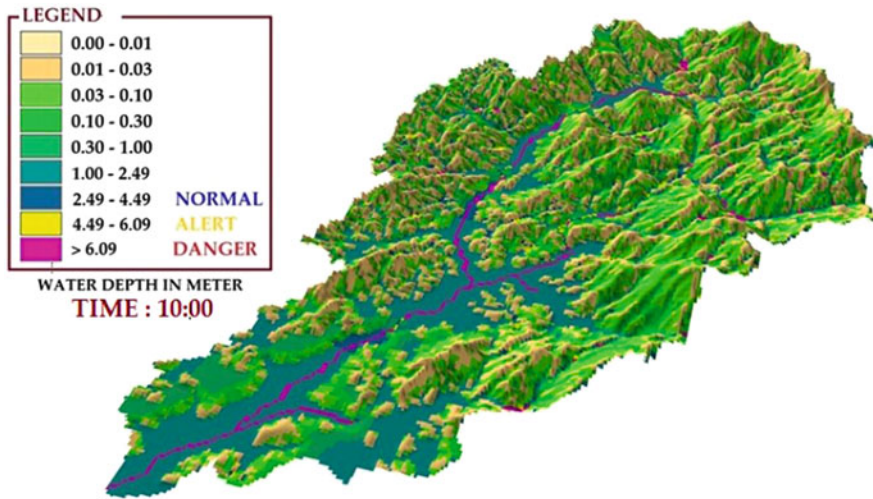 LEGEND
0.00 - 0.01
0.01 - 0.03
0.03 - 0.10
0.10 - 0.30
0.30 - 1.00
1.00 - 2.49
2.49 - 4.49 NORMAL
4.49 - 6.09 ALERT
> 6.09 DANGER
WATER DEPTH IN METER
TIME : 10:00